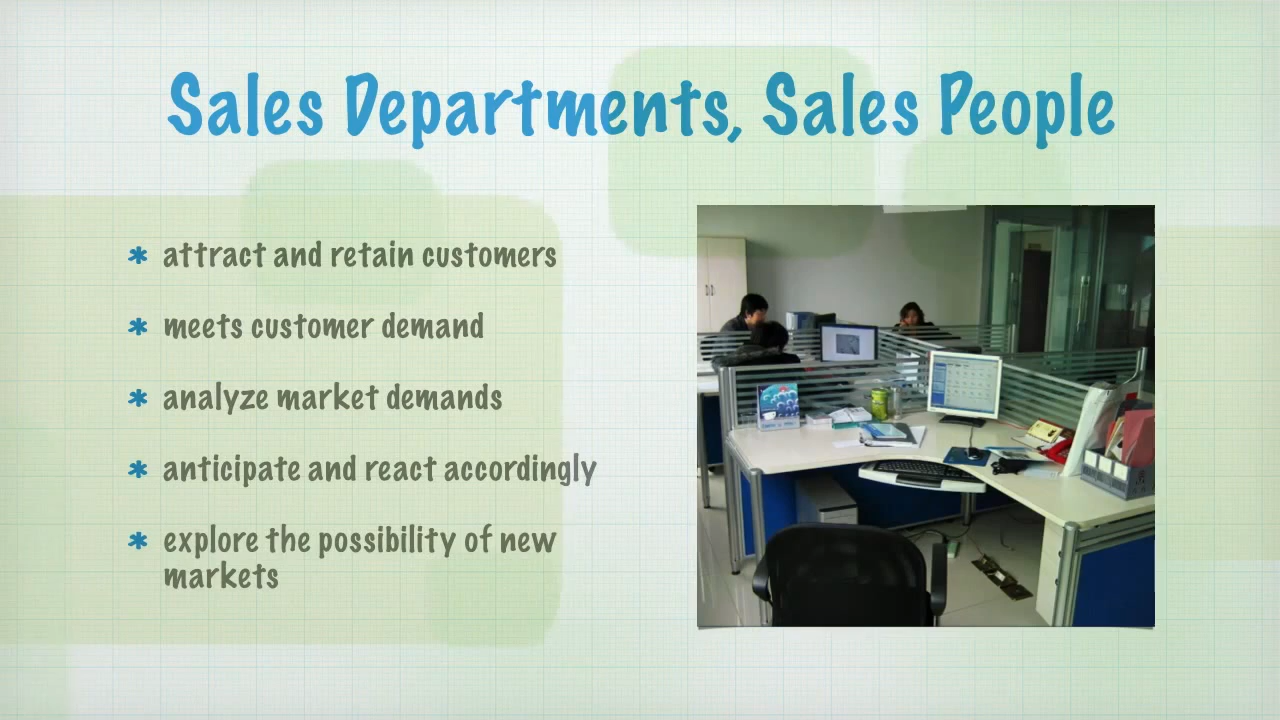 Sales Departments, Sales People
attract and retain customers
meets customer demand
analyze market demands
anticipate and react accordingly
explore the possibility of new
markets